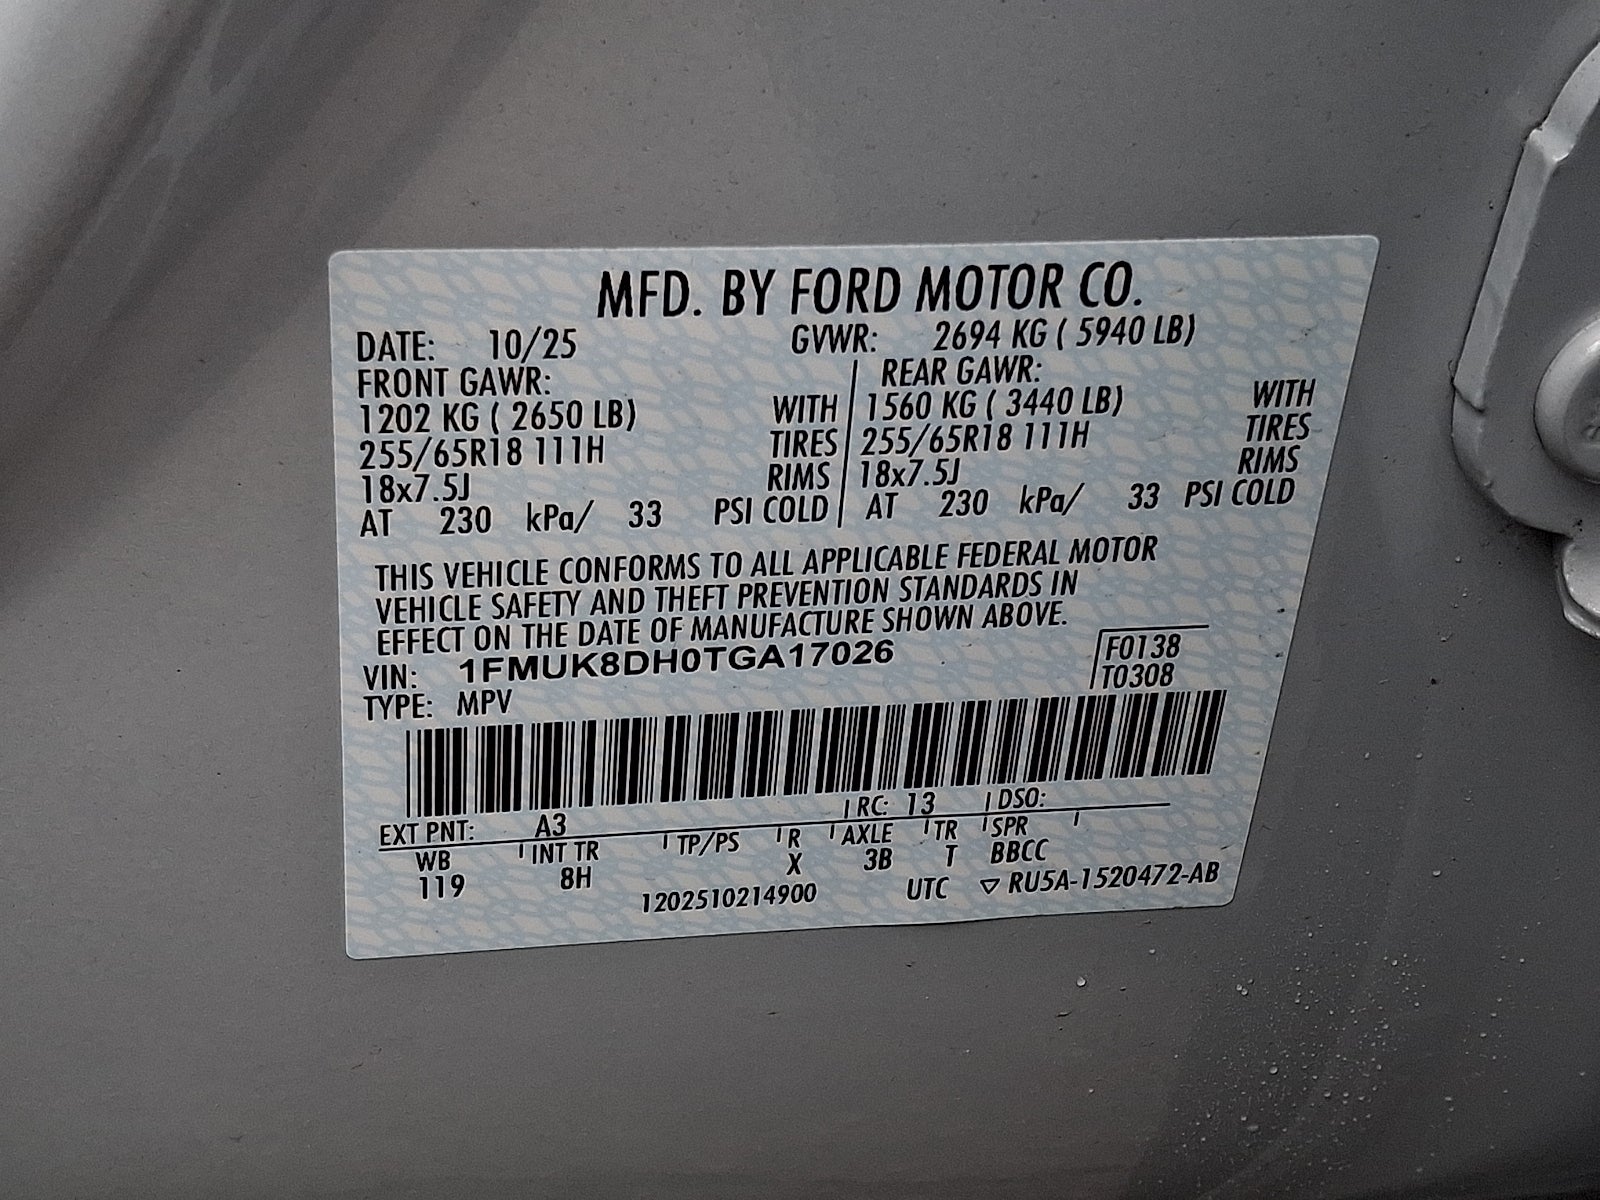 MFD. BY FORD MOTOR CO.
DATE: 10/25 GVWR: 2694 KG ( 5940 LB)
FRONT GAWR: REAR GAWR:
1202 KG ( 2650 LB) WITH 1560 KG ( 3440 LB) WITH
255/65R18 111H TIRES 255/65R18 111H TIRES
18x7.5J RIMS 18x7.5J RIMS
AT 230 kPa/ 33 PSI COLD AT 230 kPa/ 33 PSI COLD
THIS VEHICLE CONFORMS TO ALL APPLICABLE FEDERAL MOTOR
VEHICLE SAFETY AND THEFT PREVENTION STANDARDS IN
EFFECT ON THE DATE OF MANUFACTURE SHOWN ABOVE.
VIN: 1FMUK8DH0TGA17026 F0138
TYPE: MPV T0308
EXT PNT: A3 RC: 13 DSO:
WB INT TR TP/PS R AXLE TR SPR
119 8H X 3B T BBCC
1202510214900 UTC ▽ RU5A-1520472-AB